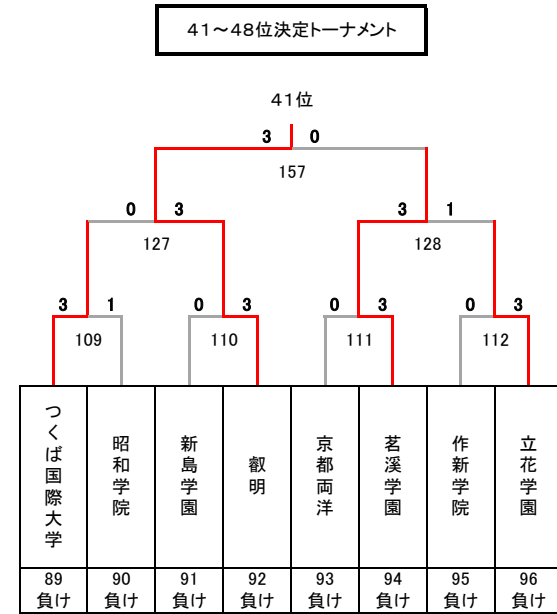 41～48位決定トーナメント
41位
3 0
157
0 3 3 1
127 128
3 1 0 3 0 3 0 3
109 110 111 112
つくば国際大学
昭和学院
新島学園
叡明
京都両洋
茗溪学園
作新学院
立花学園
89 90 91 92 93 94 95 96
負け 負け 負け 負け 負け 負け 負け 負け